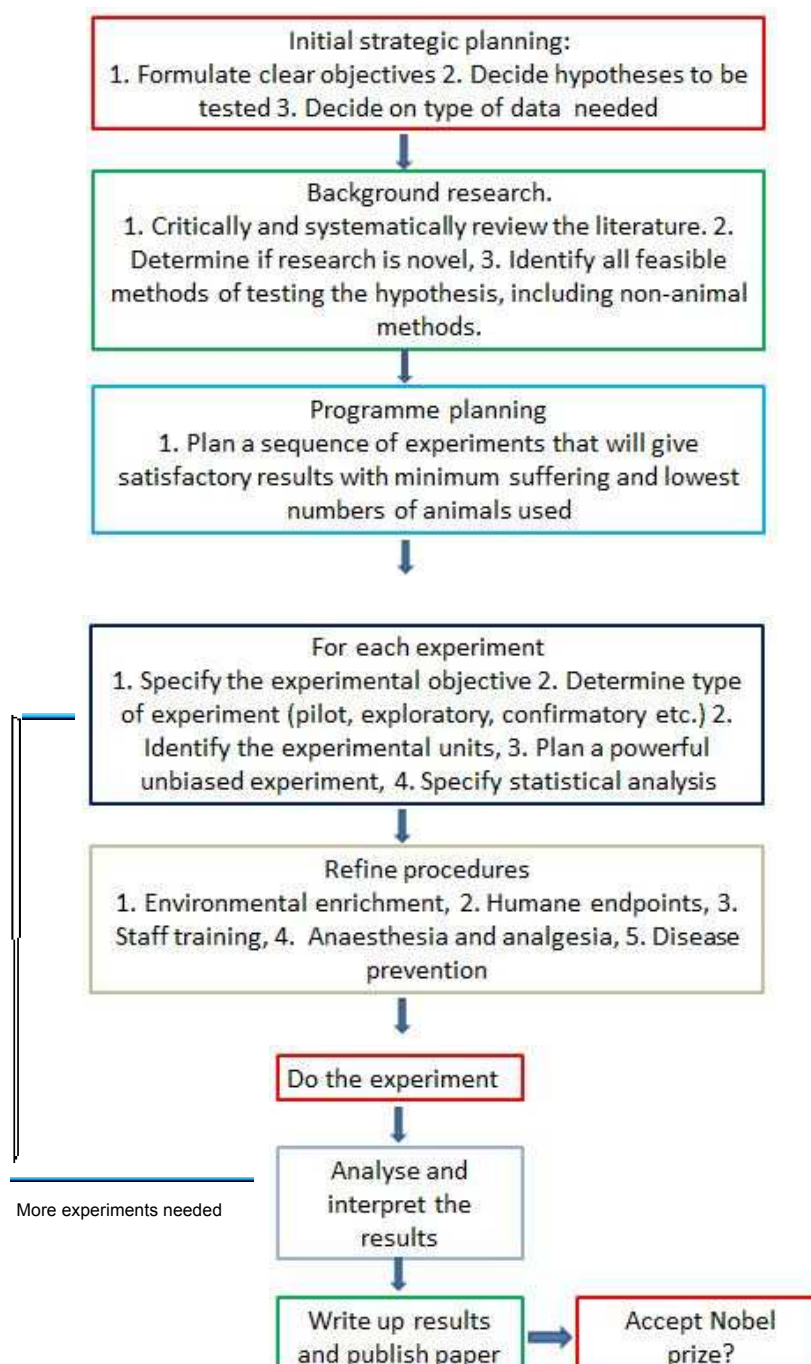 Initial strategic planning:
1. Formulate clear objectives 2. Decide hypotheses to be
tested 3. Decide on type of data needed
Background research.
1. Critically and systematically review the literature. 2.
Determine if research is novel, 3. Identify all feasible
methods of testing the hypothesis, including non-animal
methods.
Programme planning
1. Plan a sequence of experiments that will give
satisfactory results with minimum suffering and lowest
numbers of animals used
For each experiment
1. Specify the experimental objective 2. Determine type
of experiment (pilot, exploratory, confirmatory etc.) 2.
Identify the experimental units, 3. Plan a powerful
unbiased experiment, 4. Specify statistical analysis
Refine procedures
1. Environmental enrichment, 2. Humane endpoints, 3.
Staff training, 4. Anaesthesia and analgesia, 5. Disease
prevention
Do the experiment
Analyse and
interpret the
results
More experiments needed
Write up results
and publish paper
Accept Nobel
prize?